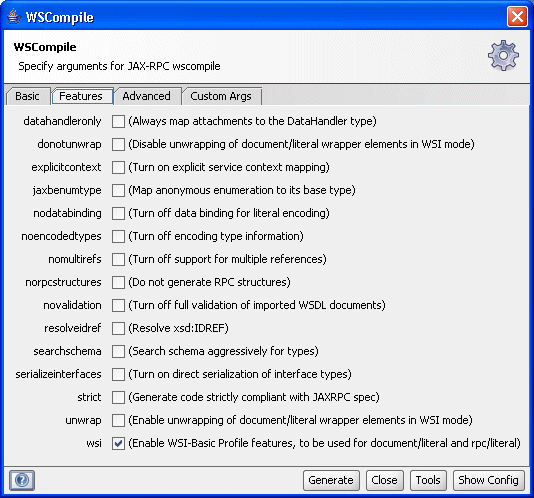 WSCompile
WSCompile
Specify arguments for JAX-RPC wscompile
Basic Features Advanced Custom Args
datahandleronly (Always map attachments to the DataHandler type)
donotunwrap (Disable unwrapping of document/literal wrapper elements in WSI mode)
explicitcontext (Turn on explicit service context mapping)
jaxbenumtype (Map anonymous enumeration to its base type)
nodatabinding (Turn off data binding for literal encoding)
noencodedtypes (Turn off encoding type information)
nomultirefs (Turn off support for multiple references)
norpcstructures (Do not generate RPC structures)
novalidation (Turn off full validation of imported WSDL documents)
resolveidref (Resolve xsd:IDREF)
searchschema (Search schema aggressively for types)
serializeinterfaces (Turn on direct serialization of interface types)
strict (Generate code strictly compliant with JAXRPC spec)
unwrap (Enable unwrapping of document/literal wrapper elements in WSI mode)
wsi (Enable WSI-Basic Profile features, to be used for document/literal and rpc/literal)
? Generate Close Tools Show Config